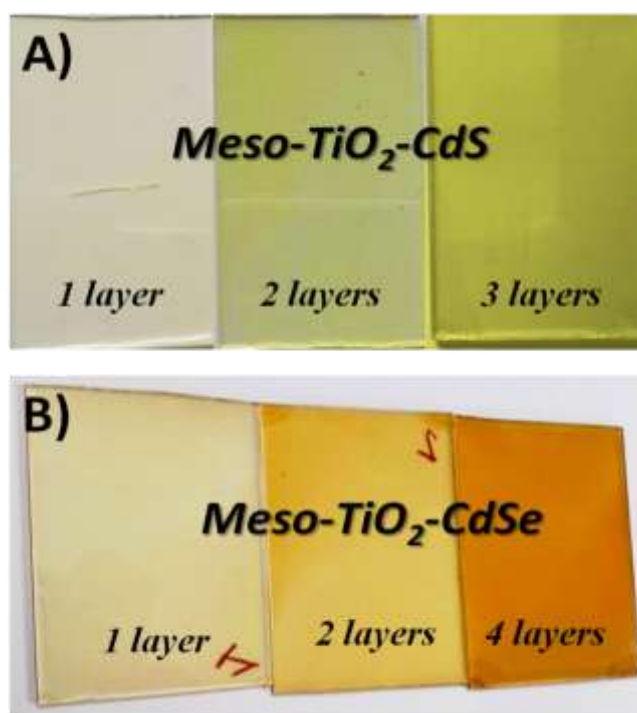 A)
Meso-TiO₂-CdS
1 layer 2 layers 3 layers
B)
Meso-TiO₂-CdSe
1 layer 2 layers 4 layers